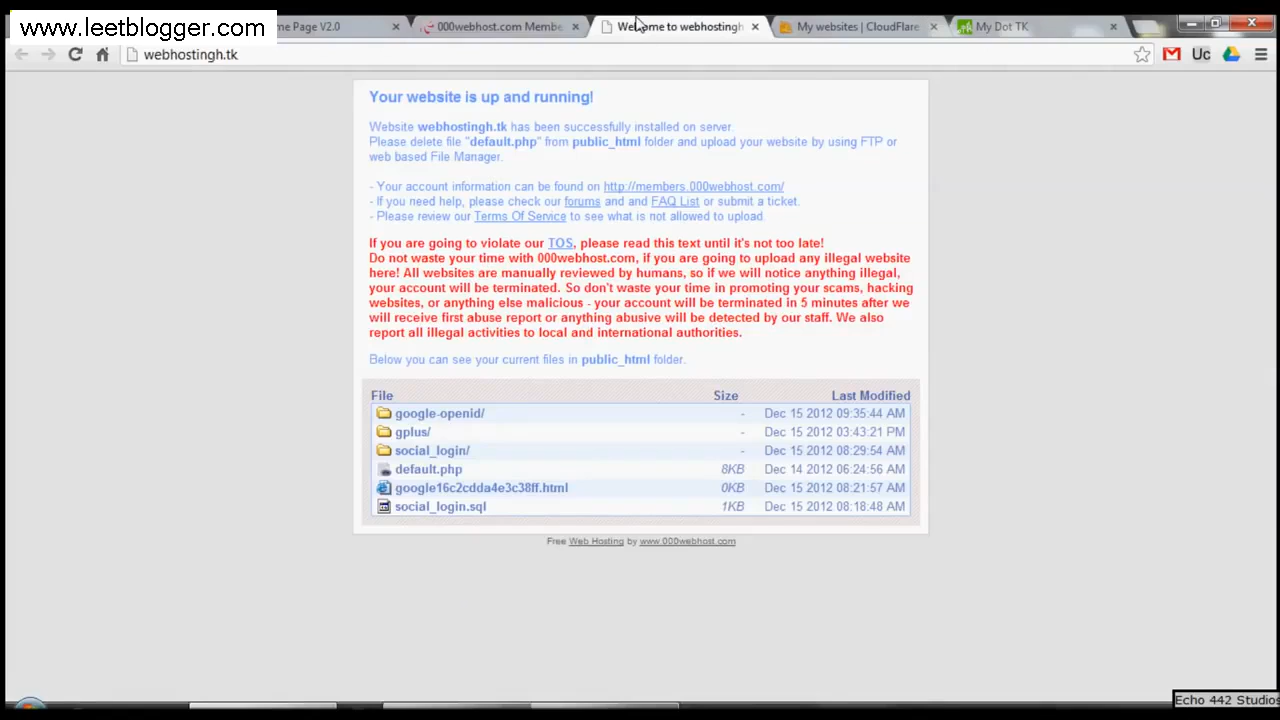 www.leetblogger.com
me Page V2.0
000webhost.com Membe
Welcome to webhostingh
My websites | CloudFlare
My Dot TK
webhostingh.tk
Uc
Your website is up and running!
Website webhostingh.tk has been successfully installed on server.
Please delete file "default.php" from public_html folder and upload your website by using FTP or
web based File Manager.
- Your account information can be found on http://members.000webhost.com/
- If you need help, please check our forums and and FAQ List or submit a ticket.
- Please review our Terms Of Service to see what is not allowed to upload.
If you are going to violate our TOS, please read this text until it's not too late!
Do not waste your time with 000webhost.com, if you are going to upload any illegal website
here! All websites are manually reviewed by humans, so if we will notice anything illegal,
your account will be terminated. So don't waste your time in promoting your scams, hacking
websites, or anything else malicious - your account will be terminated in 5 minutes after we
will receive first abuse report or anything abusive will be detected by our staff. We also
report all illegal activities to local and international authorities.
Below you can see your current files in public_html folder.
File Size Last Modified
google-openid/ - Dec 15 2012 09:35:44 AM
gplus/ - Dec 15 2012 03:43:21 PM
social_login/ - Dec 15 2012 08:29:54 AM
default.php 8KB Dec 14 2012 06:24:56 AM
google16c2cdda4e3c38ff.html 0KB Dec 15 2012 08:21:57 AM
social_login.sql 1KB Dec 15 2012 08:18:48 AM
Free Web Hosting by www.000webhost.com
Echo 442 Studios